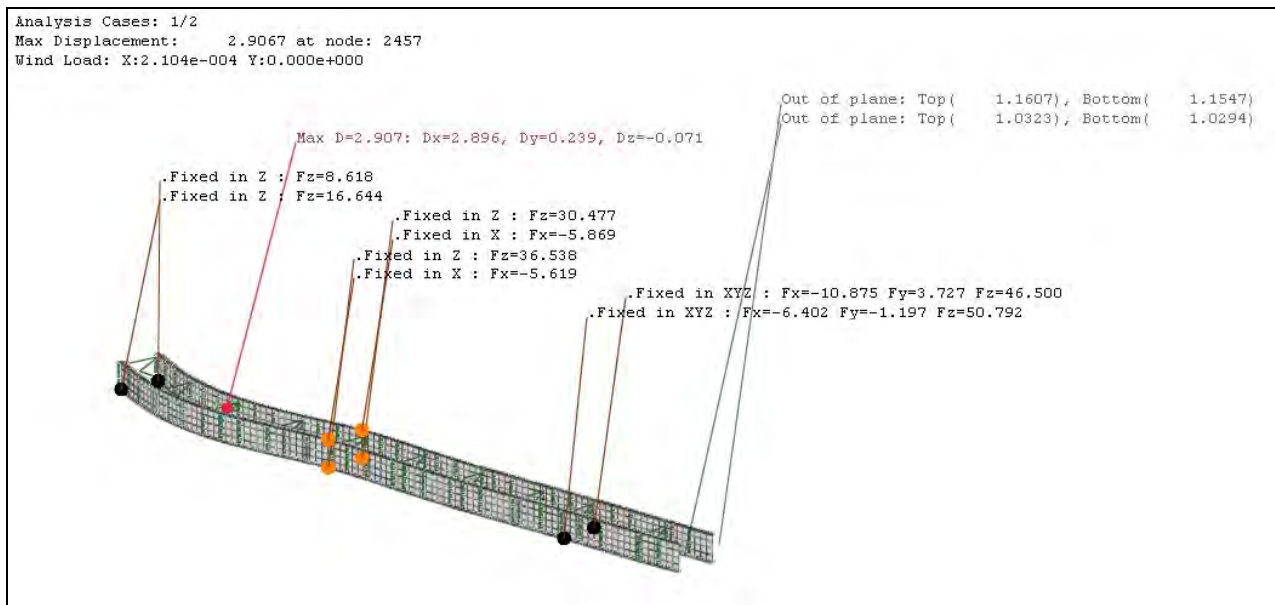 Analysis Cases: 1/2
Max Displacement: 2.9067 at node: 2457
Wind Load: X:2.104e-004 Y:0.000e+000
Out of plane: Top( 1.1607), Bottom( 1.1547)
Out of plane: Top( 1.0323), Bottom( 1.0294)
Max D=2.907: Dx=2.896, Dy=0.239, Dz=-0.071
.Fixed in Z : Fz=8.618
.Fixed in Z : Fz=16.644
.Fixed in Z : Fz=30.477
.Fixed in X : Fx=-5.869
.Fixed in Z : Fz=36.538
.Fixed in X : Fx=-5.619
.Fixed in XYZ : Fx=-10.875 Fy=3.727 Fz=46.500
.Fixed in XYZ : Fx=-6.402 Fy=-1.197 Fz=50.792